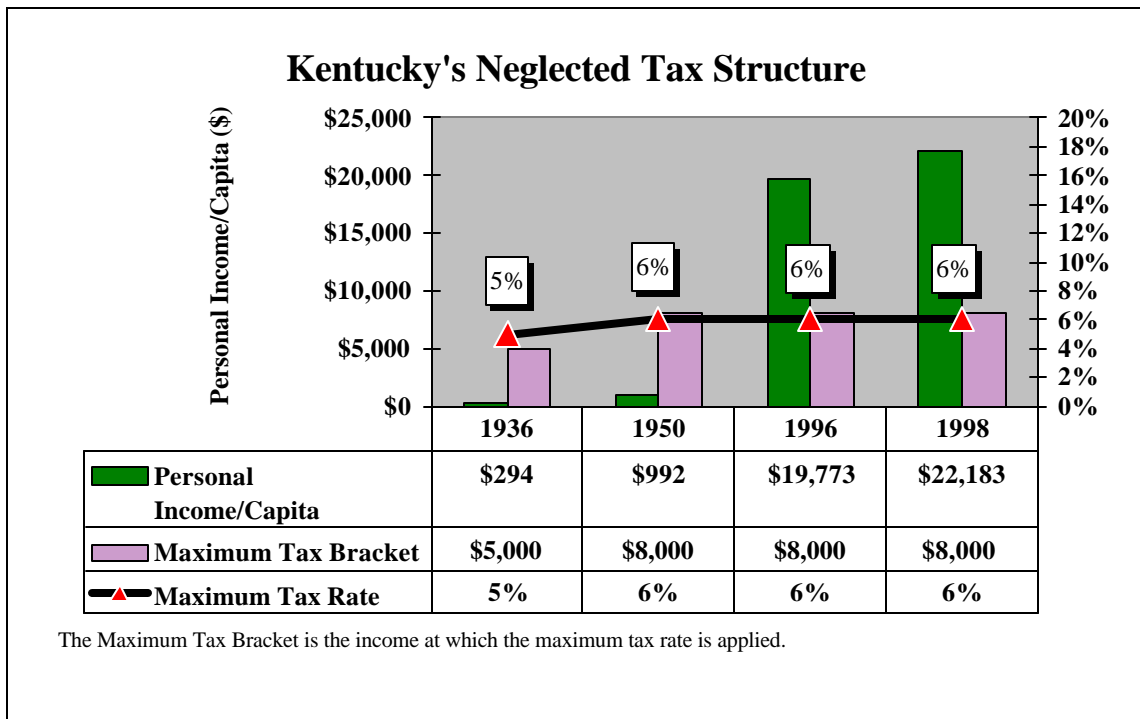 Kentucky's Neglected Tax Structure
Personal Income/Capita ($)
$25,000
$20,000
$15,000
$10,000
$5,000
$0
20%
18%
16%
14%
12%
10%
8%
6%
4%
2%
0%
5%
6%
6%
6%
1936 1950 1996 1998
Personal $294 $992 $19,773 $22,183
Income/Capita
Maximum Tax Bracket $5,000 $8,000 $8,000 $8,000
Maximum Tax Rate 5% 6% 6% 6%
The Maximum Tax Bracket is the income at which the maximum tax rate is applied.